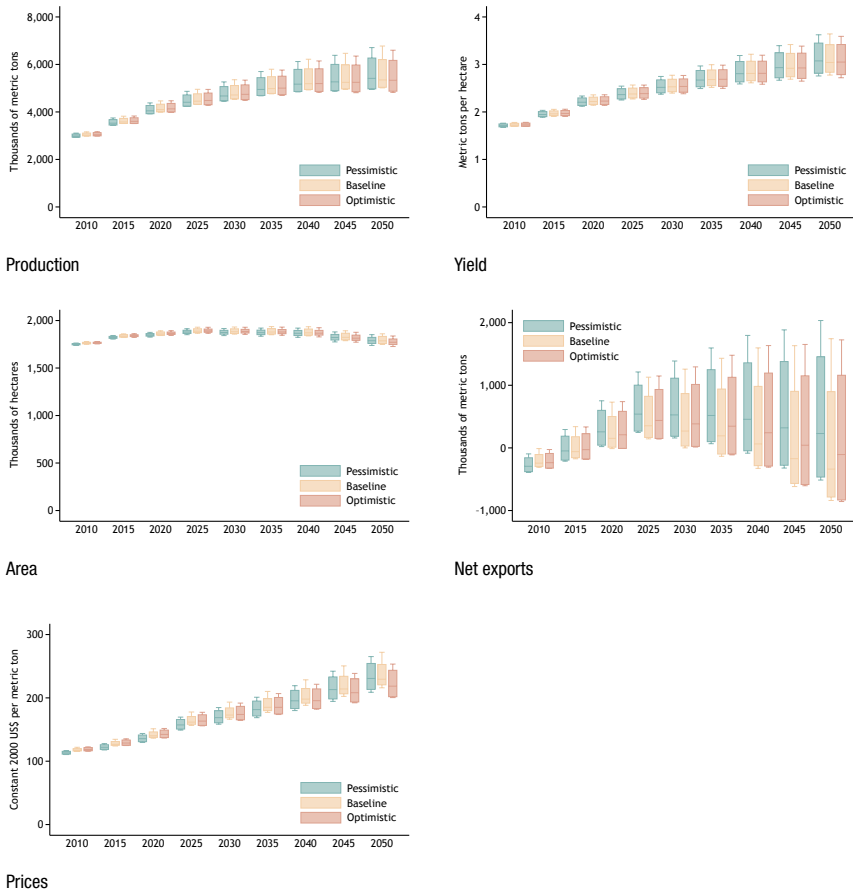 Thousands of metric tons
8,000
6,000
4,000
2,000
0
Pessimistic
Baseline
Optimistic
2010 2015 2020 2025 2030 2035 2040 2045 2050
Production
Metric tons per hectare
4
3
2
1
0
Pessimistic
Baseline
Optimistic
2010 2015 2020 2025 2030 2035 2040 2045 2050
Yield
Thousands of hectares
2,000
1,500
1,000
500
0
Pessimistic
Baseline
Optimistic
2010 2015 2020 2025 2030 2035 2040 2045 2050
Area
Thousands of metric tons
2,000
1,000
0
-1,000
Pessimistic
Baseline
Optimistic
2010 2015 2020 2025 2030 2035 2040 2045 2050
Net exports
Constant 2000 US$ per metric ton
300
200
100
0
Pessimistic
Baseline
Optimistic
2010 2015 2020 2025 2030 2035 2040 2045 2050
Prices